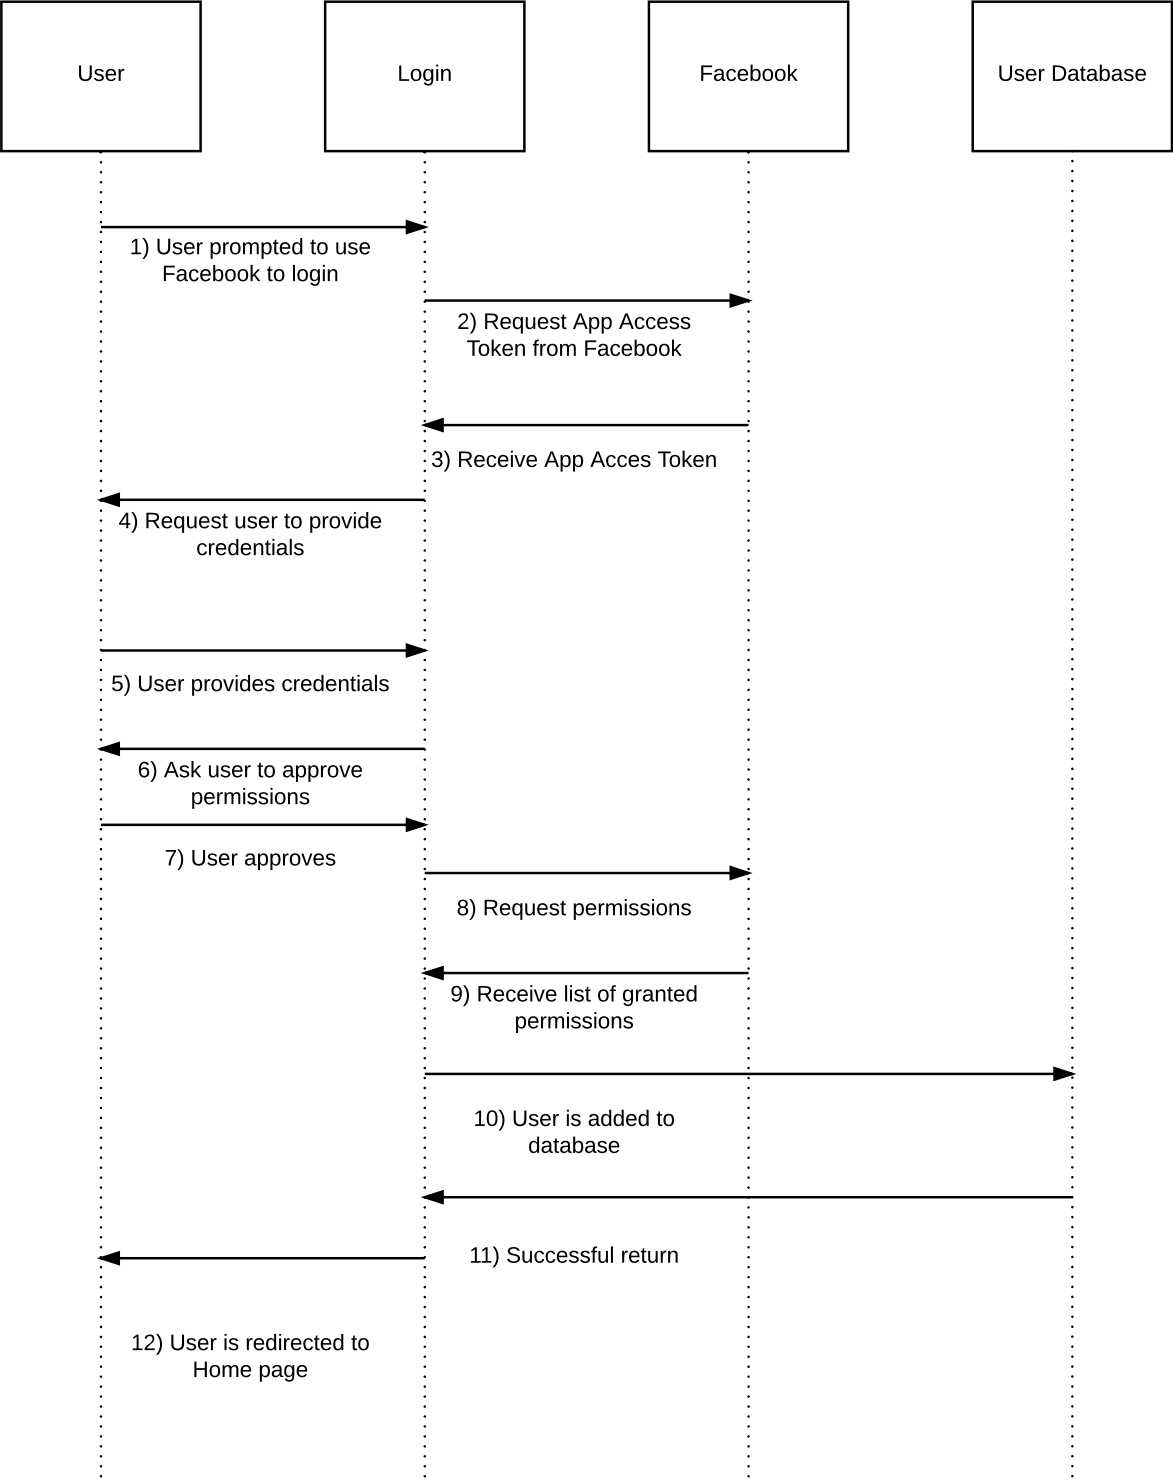 User
Login
Facebook
User Database
1) User prompted to use
Facebook to login
2) Request App Access
Token from Facebook
3) Receive App Acces Token
4) Request user to provide
credentials
5) User provides credentials
6) Ask user to approve
permissions
7) User approves
8) Request permissions
9) Receive list of granted
permissions
10) User is added to
database
11) Successful return
12) User is redirected to
Home page